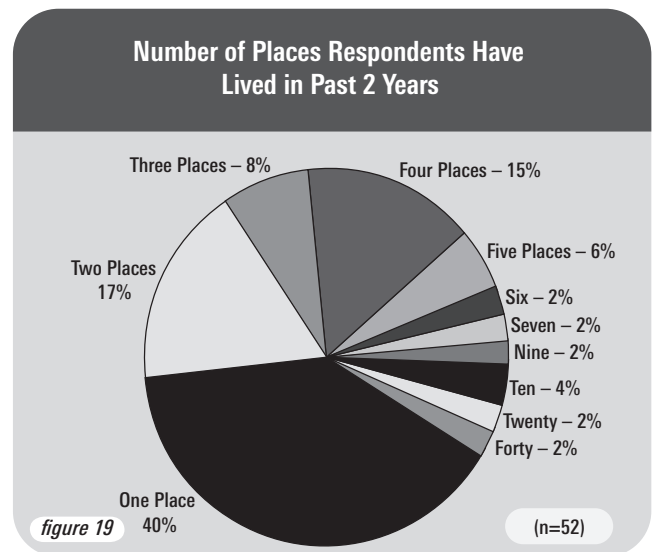 Number of Places Respondents Have
Lived in Past 2 Years
Three Places – 8%
Four Places – 15%
Five Places – 6%
Two Places
17%
Six – 2%
Seven – 2%
Nine – 2%
Ten – 4%
Twenty – 2%
Forty – 2%
One Place
40%
figure 19
(n=52)